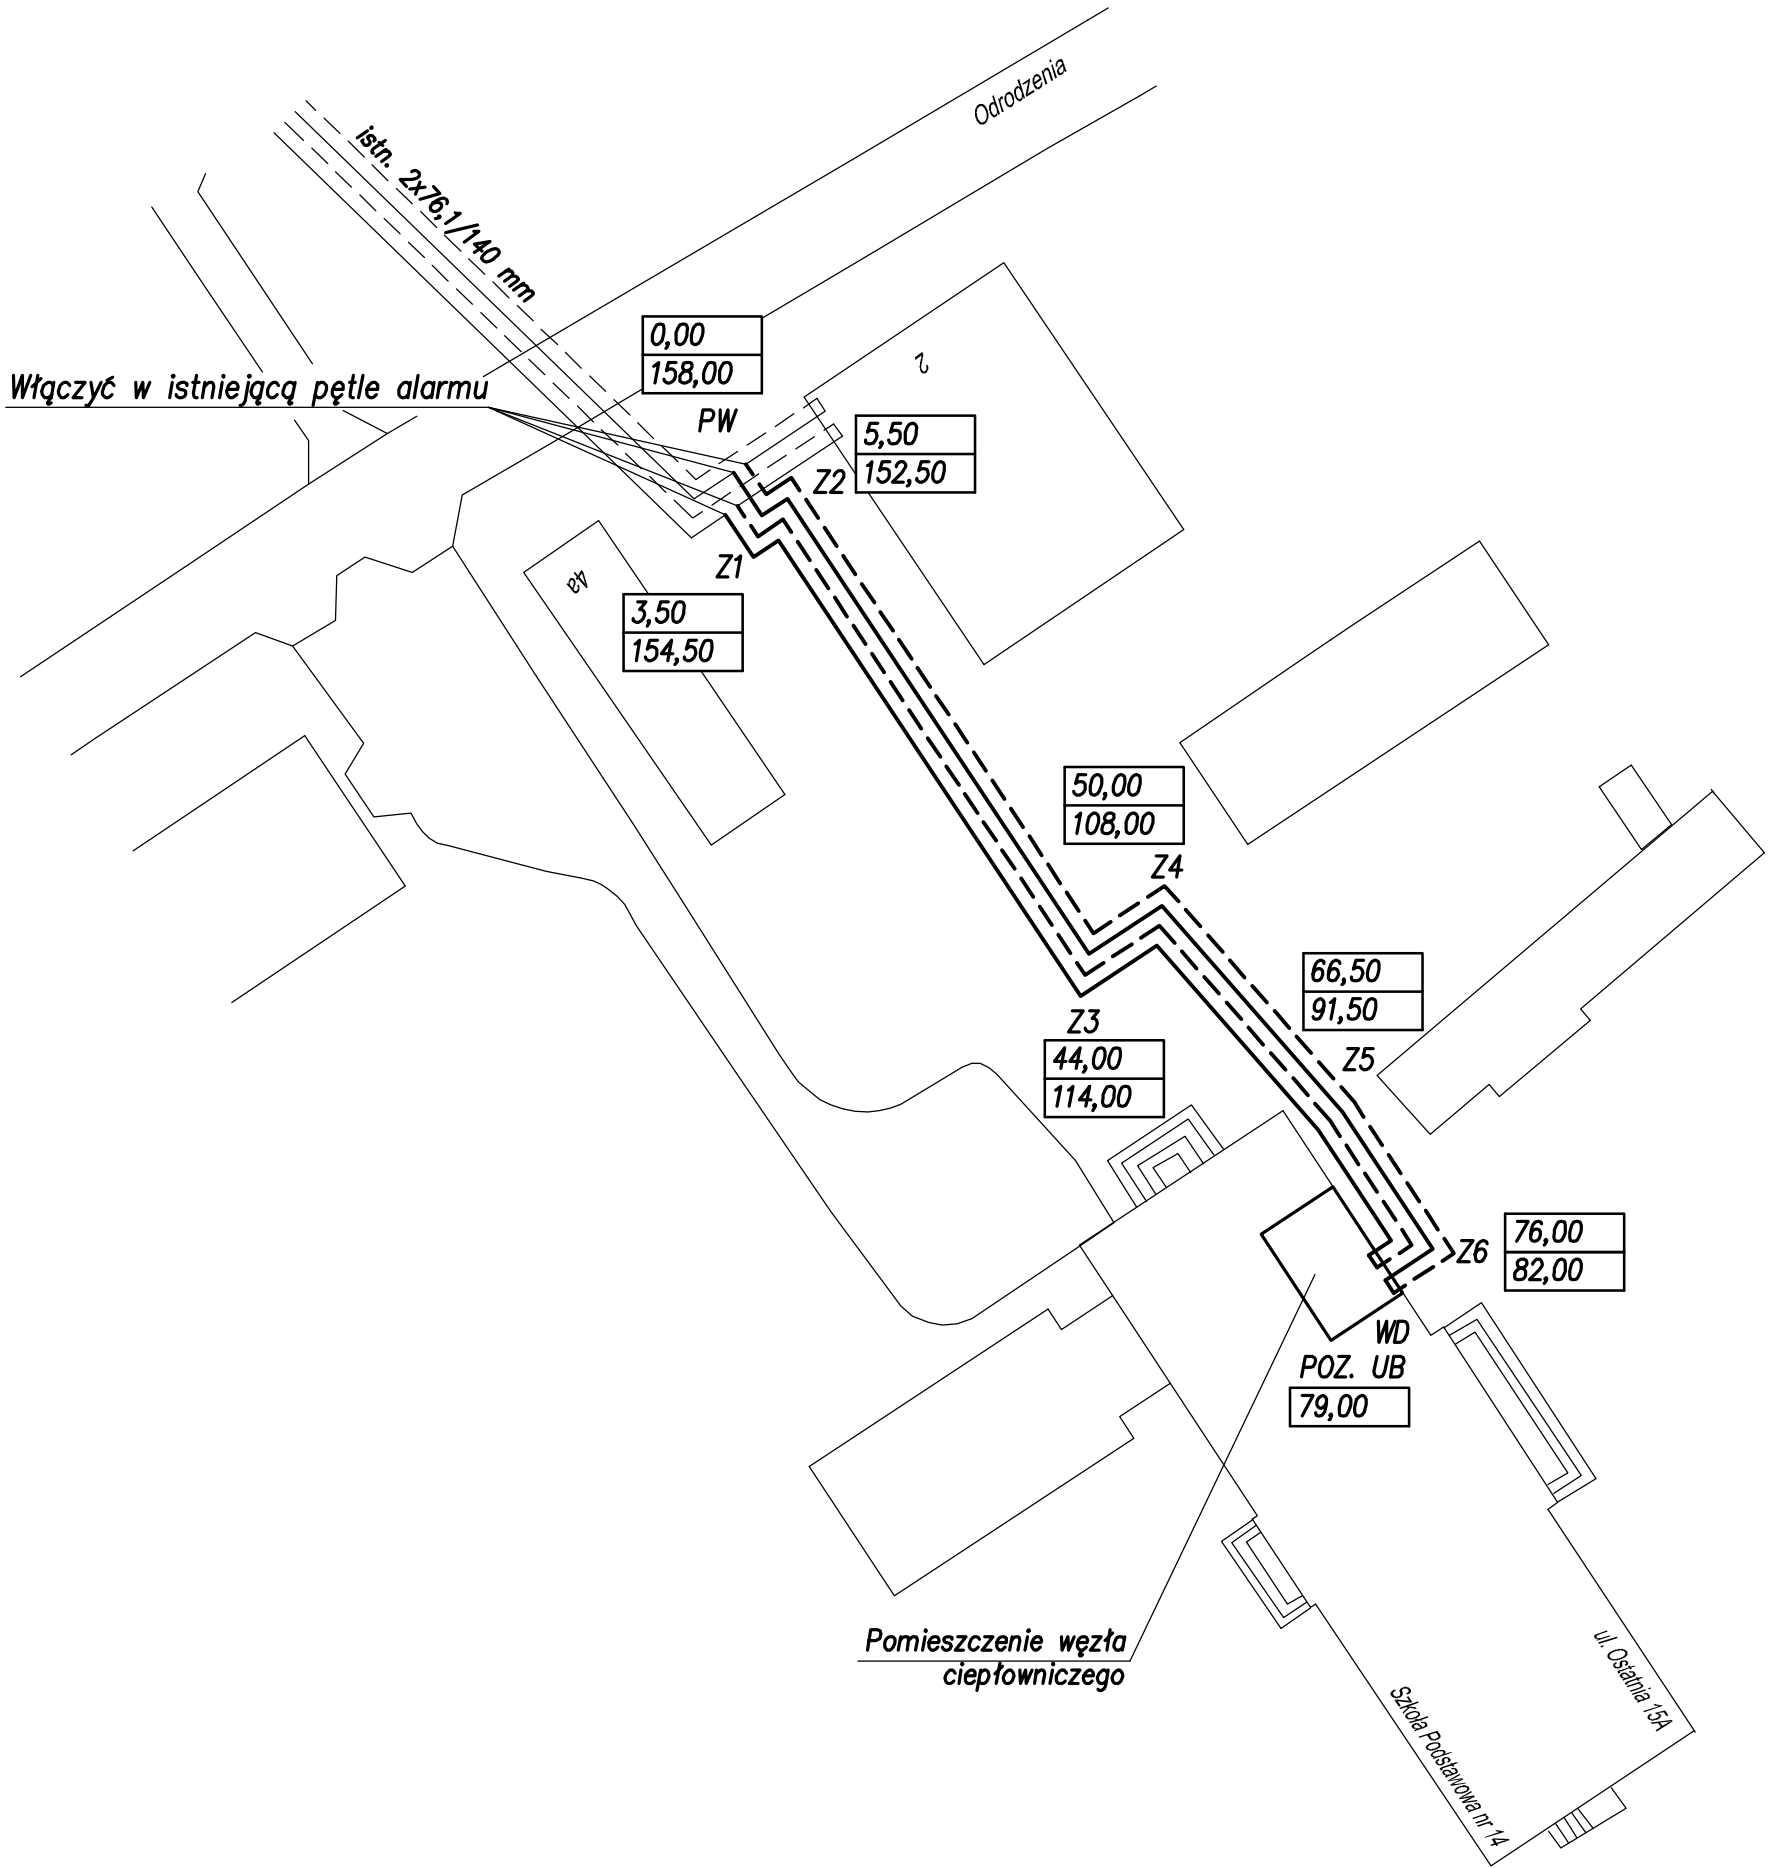 Odrodzenia
istn. 2x76,1/140 mm
0,00
158,00
2
Włączyć w istniejącą pętle alarmu
PW
5,50
152,50
Z2
Z1
4a
3,50
154,50
50,00
108,00
Z4
66,50
91,50
Z3
44,00
114,00
Z5
76,00
82,00
Z6
WD
POZ. UB
79,00
Pomieszczenie węzła
ciepłowniczego
ul. Ostatnia 15A
Szkoła Podstawowa nr 14